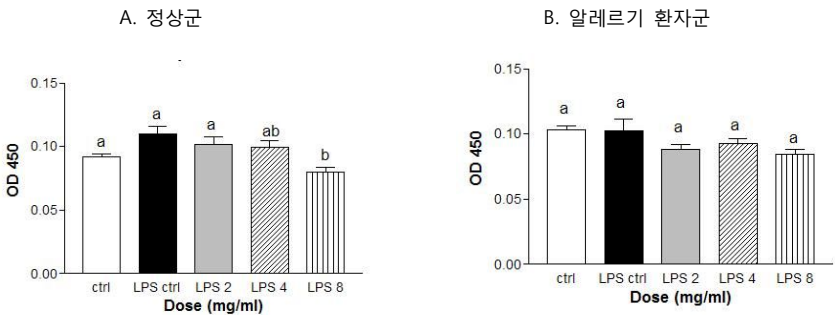 A. 정상군
B. 알레르기 환자군
OD 450
0.15
0.10
0.05
0.00
a
a
a
ab
b
ctrl
LPS ctrl
LPS 2
LPS 4
LPS 8
Dose (mg/ml)
OD 450
0.15
0.10
0.05
0.00
a
a
a
a
a
ctrl
LPS ctrl
LPS 2
LPS 4
LPS 8
Dose (mg/ml)